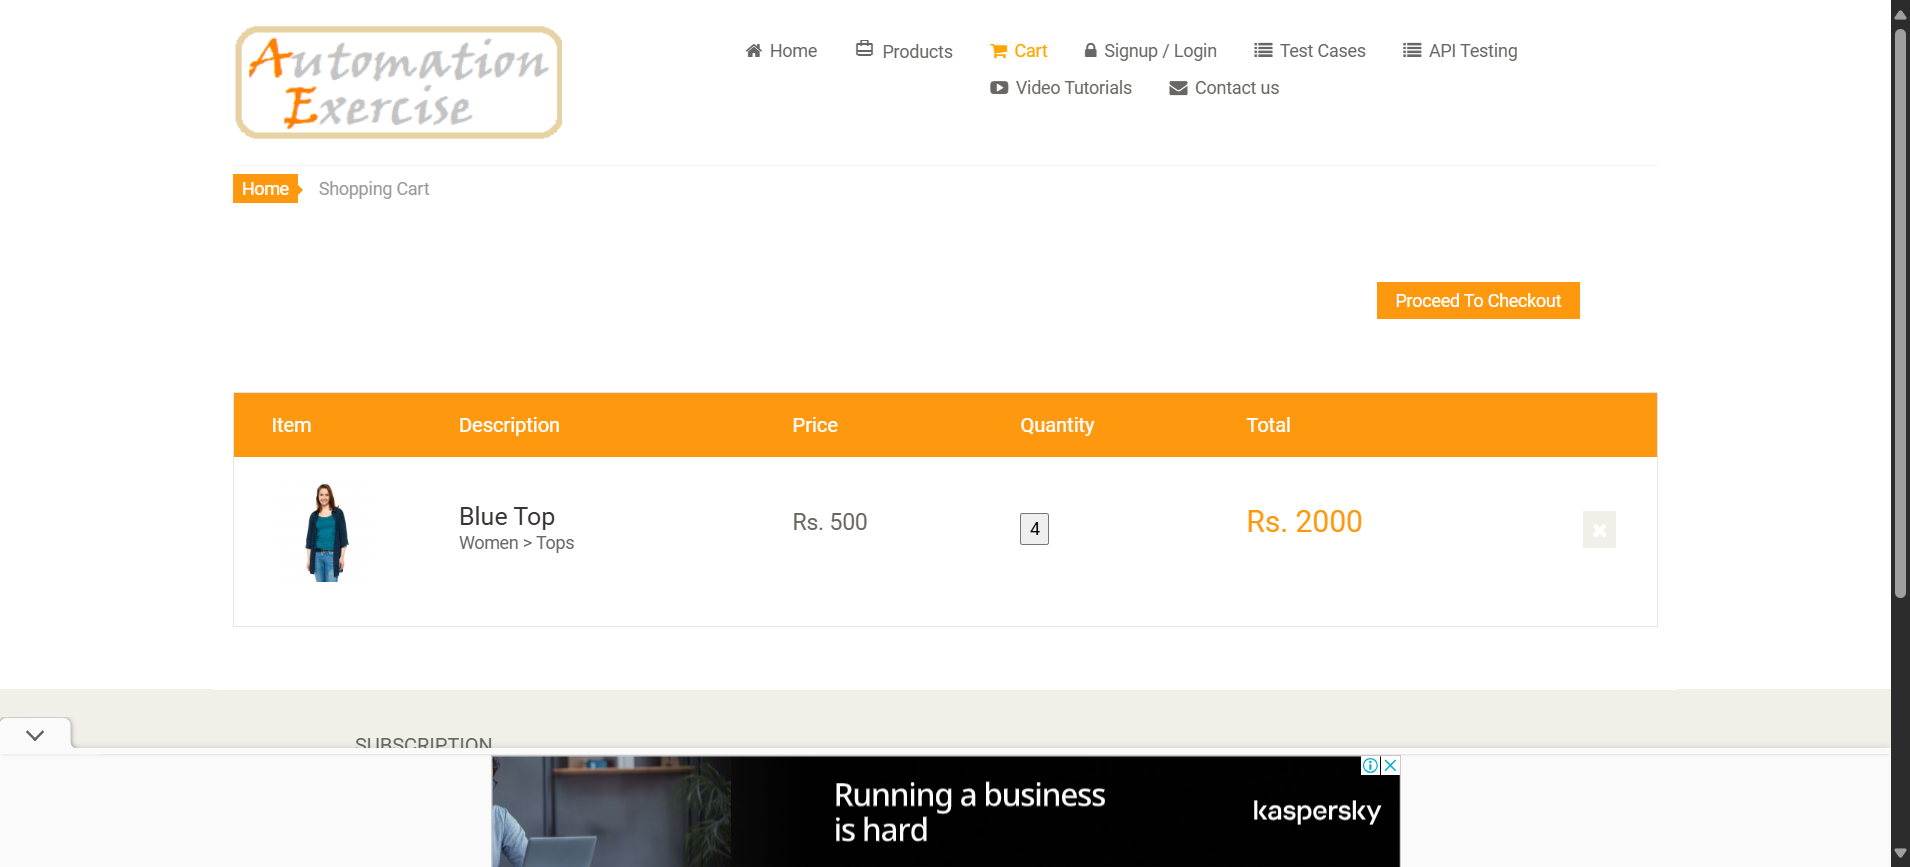 Automation
Exercise
Home
Products
Cart
Signup / Login
Test Cases
API Testing
Video Tutorials
Contact us
Home
Shopping Cart
Proceed To Checkout
Item
Description
Price
Quantity
Total
Blue Top
Women > Tops
Rs. 500
4
Rs. 2000
SUBSCRIPTION
Running a business
is hard
kaspersky